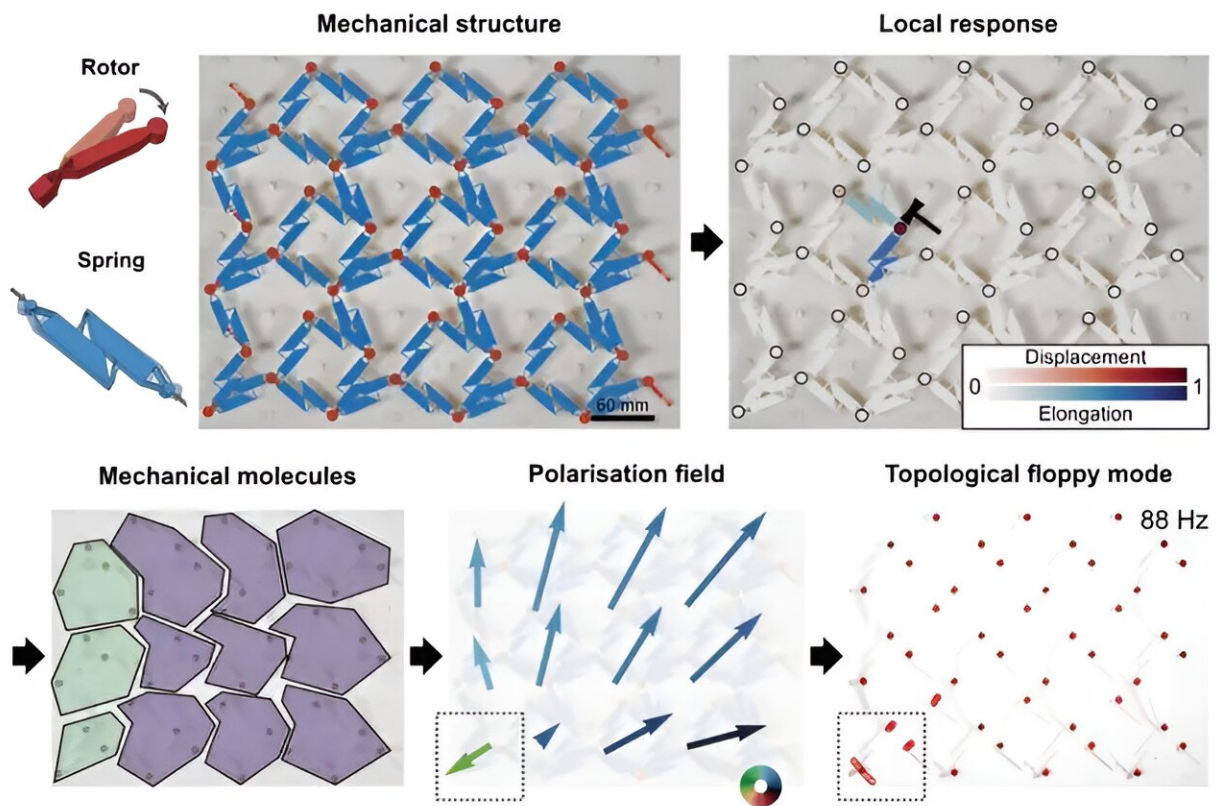 Mechanical structure
Local response
Rotor
Spring
60 mm
Displacement
0
1
Elongation
Mechanical molecules
Polarisation field
Topological floppy mode
88 Hz